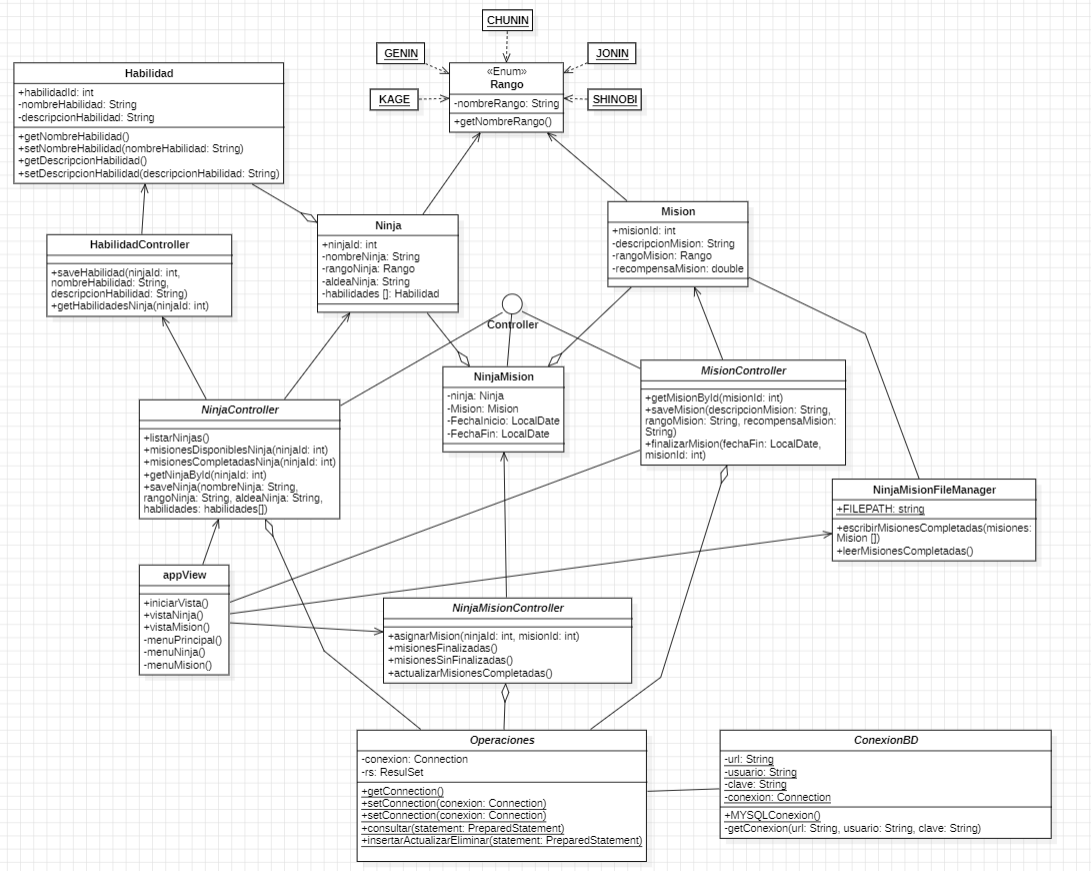 CHUNIN
GENIN
JONIN
KAGE
SHINOBI
«Enum»
Rango
-nombreRango: String
+getNombreRango()
Habilidad
+habilidadId: int
-nombreHabilidad: String
-descripcionHabilidad: String
+getNombreHabilidad()
+setNombreHabilidad(nombreHabilidad: String)
+getDescripcionHabilidad()
+setDescripcionHabilidad(descripcionHabilidad: String)
HabilidadController
+saveHabilidad(ninjaId: int,
nombreHabilidad: String,
descripcionHabilidad: String)
+getHabilidadesNinja(ninjaId: int)
Ninja
+ninjaId: int
-nombreNinja: String
-rangoNinja: Rango
-aldeaNinja: String
-habilidades []: Habilidad
Mision
+misionId: int
-descripcionMision: String
-rangoMision: Rango
-recompensaMision: double
Controller
NinjaController
+listarNinjas()
+misionesDisponiblesNinja(ninjaId: int)
+misionesCompletadasNinja(ninjaId: int)
+getNinjaById(ninjaId: int)
+saveNinja(nombreNinja: String,
rangoNinja: String, aldeaNinja: String,
habilidades: habilidades[])
NinjaMision
-ninja: Ninja
-Mision: Mision
-FechaInicio: LocalDate
-FechaFin: LocalDate
MisionController
+getMisionById(misionId: int)
+saveMision(descripcionMision: String,
rangoMision: String, recompensaMision:
String)
+finalizarMision(fechaFin: LocalDate,
misionId: int)
NinjaMisionFileManager
+FILEPATH: string
+escribirMisionesCompletadas(misiones:
Mision [])
+leerMisionesCompletadas()
appView
+iniciarVista()
+vistaNinja()
+vistaMision()
-menuPrincipal()
-menuNinja()
-menuMision()
NinjaMisionController
+asignarMision(ninjaId: int, misionId: int)
+misionesFinalizadas()
+misionesSinFinalizadas()
+actualizarMisionesCompletadas()
Operaciones
-conexion: Connection
-rs: ResulSet
+getConnection()
+setConnection(conexion: Connection)
+setConnection(conexion: Connection)
+consultar(statement: PreparedStatement)
+insertarActualizarEliminar(statement: PreparedStatement)
ConexionBD
-url: String
-usuario: String
-clave: String
-conexion: Connection
+MYSQLConexion()
-getConexion(url: String, usuario: String, clave: String)